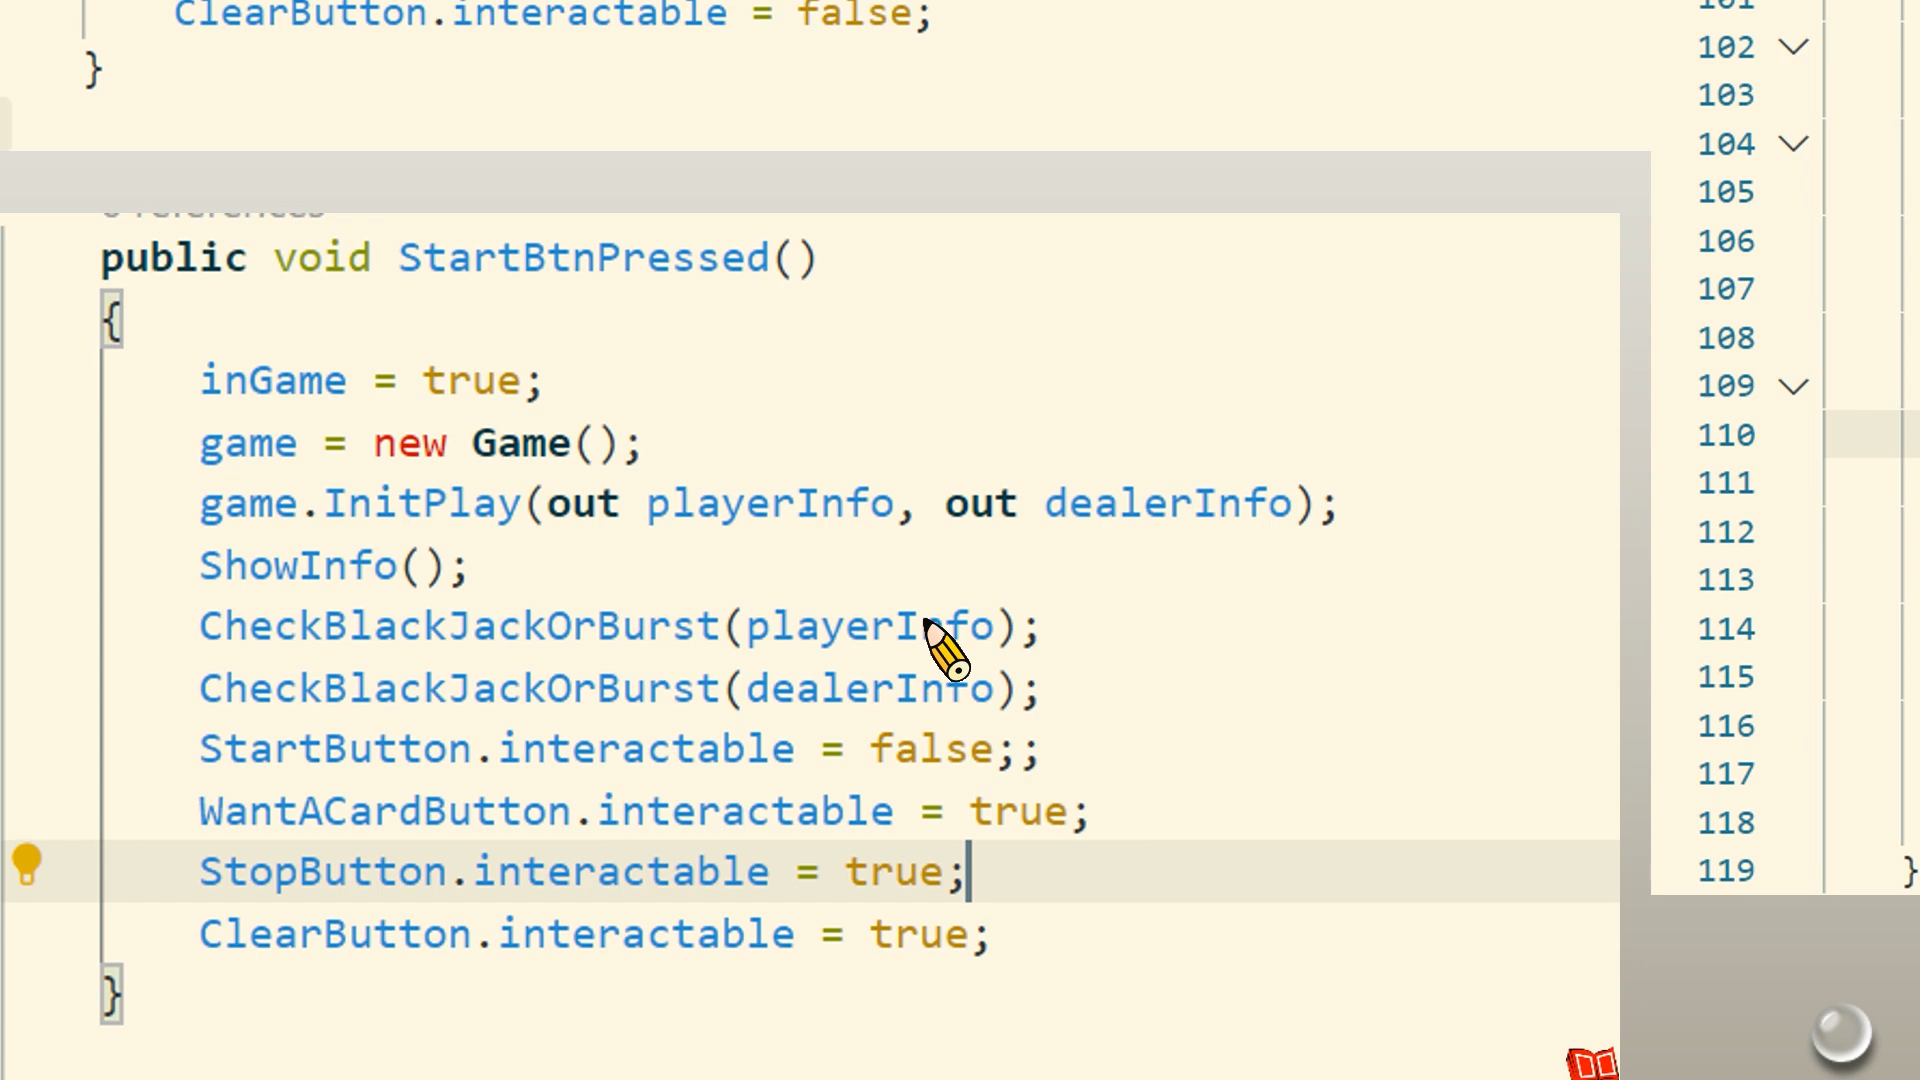 ClearButton.interactable = false;
}
public void StartBtnPressed()
{
inGame = true;
game = new Game();
game.InitPlay(out playerInfo, out dealerInfo);
ShowInfo();
CheckBlackJackOrBurst(playerInfo);
CheckBlackJackOrBurst(dealerInfo);
StartButton.interactable = false;;
WantACardButton.interactable = true;
StopButton.interactable = true;
ClearButton.interactable = true;
}
101
102
103
104
105
106
107
108
109
110
111
112
113
114
115
116
117
118
119 }